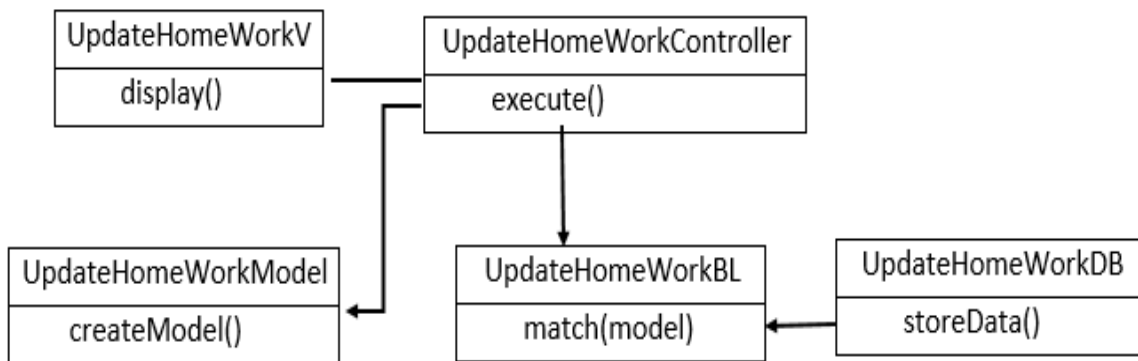 UpdateHomeWorkV
display()
UpdateHomeWorkController
execute()
UpdateHomeWorkModel
createModel()
UpdateHomeWorkBL
match(model)
UpdateHomeWorkDB
storeData()